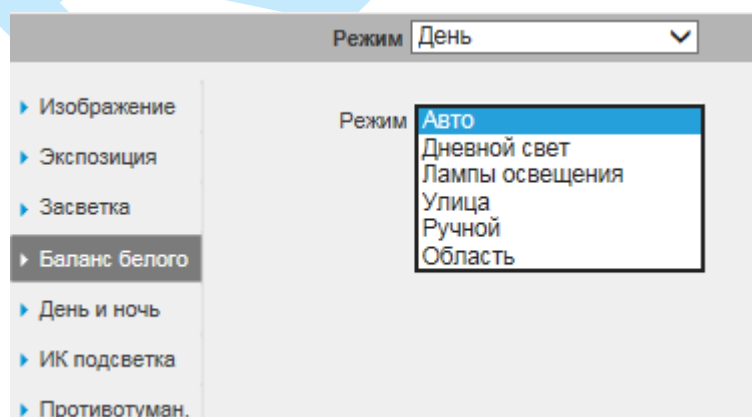 Режим День
Изображение
Экспозиция
Засветка
Баланс белого
День и ночь
ИК подсветка
Противотуман.
Режим Авто
Дневной свет
Лампы освещения
Улица
Ручной
Область